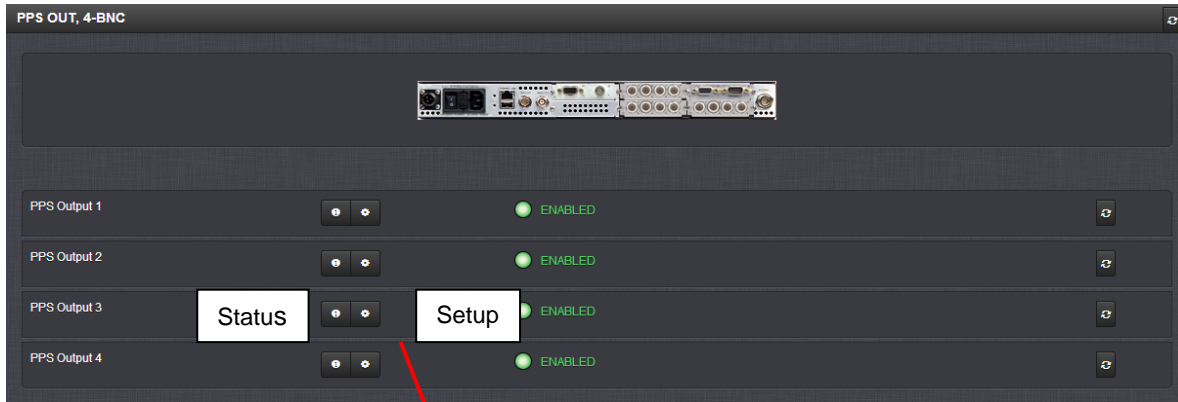 PPS OUT, 4-BNC
PPS Output 1 ENABLED
PPS Output 2 ENABLED
PPS Output 3 Status Setup ENABLED
PPS Output 4 ENABLED